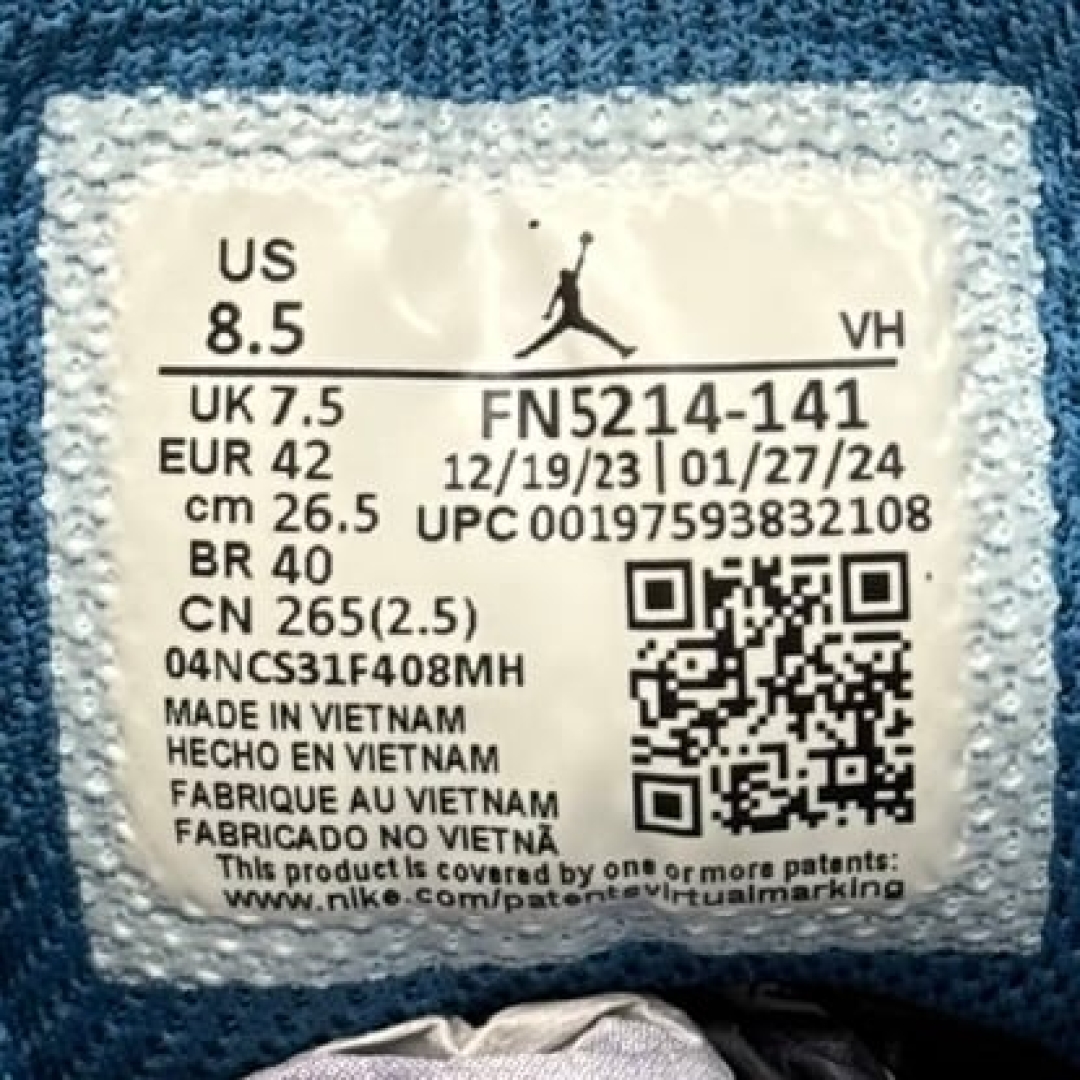 US
8.5
VH
UK 7.5
FN5214-141
EUR 42
12/19/23 | 01/27/24
cm 26.5
UPC 00197593832108
BR 40
CN 265(2.5)
04NCS31F408MH
MADE IN VIETNAM
HECHO EN VIETNAM
FABRIQUE AU VIETNAM
FABRICADO NO VIETNÃ
This product is covered by one or more patents:
www.nike.com/patentsvirtualmarking